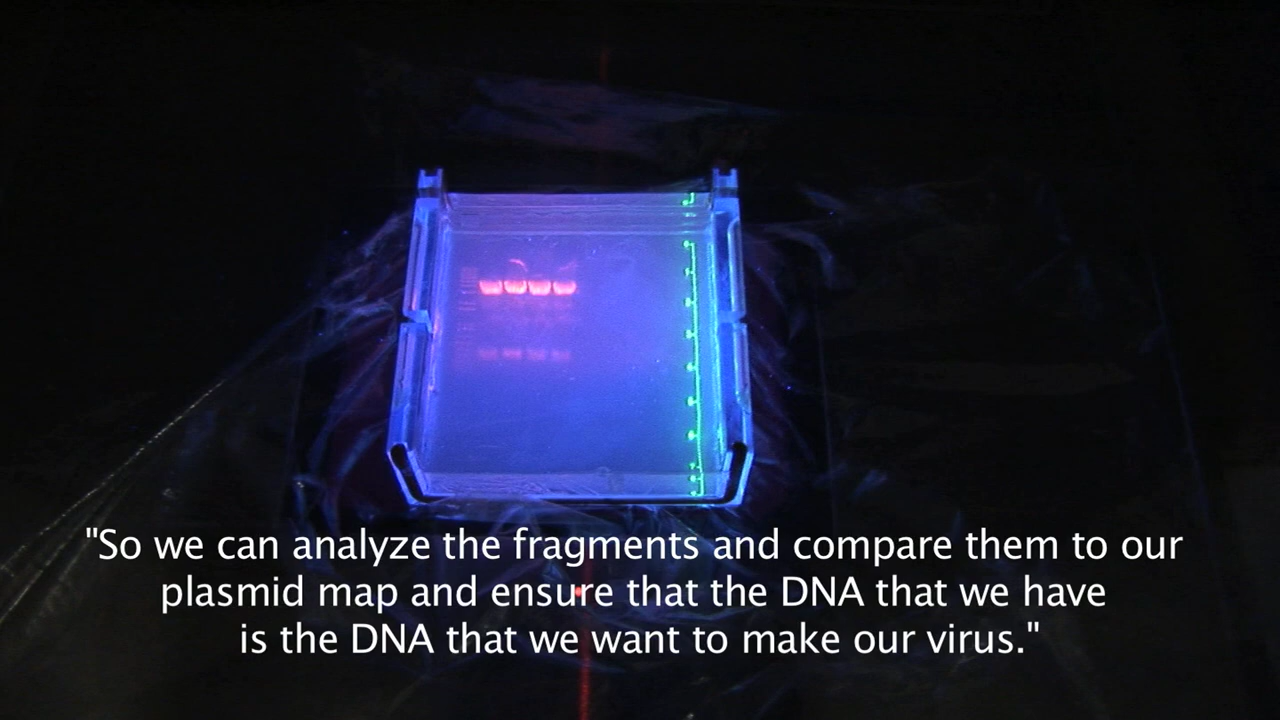 "So we can analyze the fragments and compare them to our
plasmid map and ensure that the DNA that we have
is the DNA that we want to make our virus."